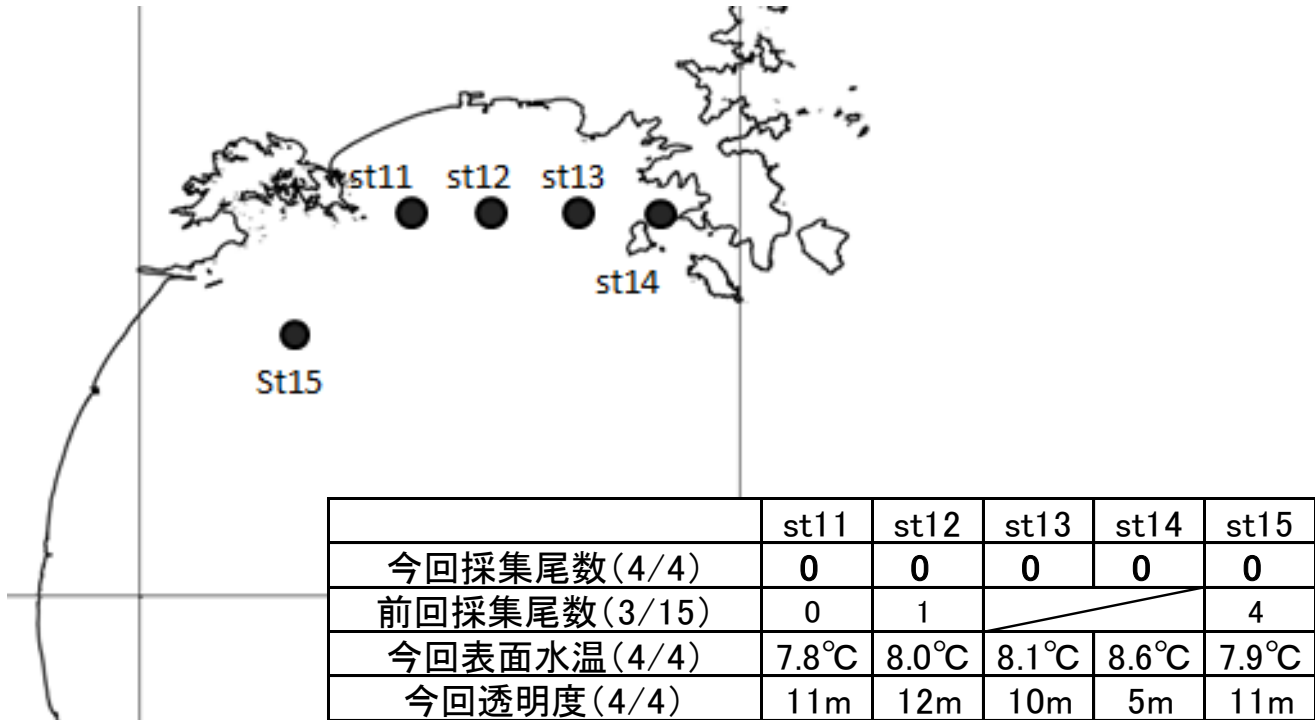 st11 st12 st13
st14
St15
st11 st12 st13 st14 st15
今回採集尾数(4/4) 0 0 0 0 0
前回採集尾数(3/15) 0 1 4
今回表面水温(4/4) 7.8℃ 8.0℃ 8.1℃ 8.6℃ 7.9℃
今回透明度(4/4) 11m 12m 10m 5m 11m